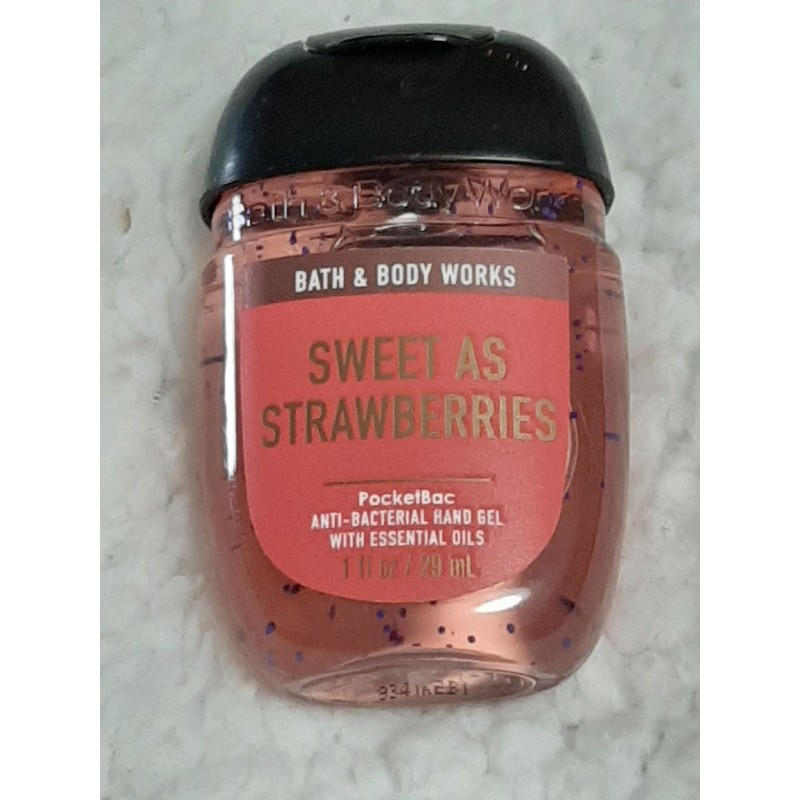 Bath & Body Works
BATH & BODY WORKS
SWEET AS
STRAWBERRIES
PocketBac
ANTI-BACTERIAL HAND GEL
WITH ESSENTIAL OILS
1 fl oz / 29 mL